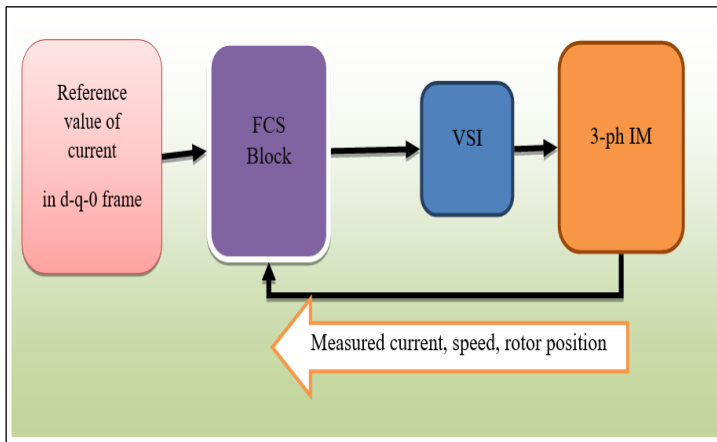 Reference
value of
current
in d-q-0 frame
FCS
Block
VSI
3-ph IM
Measured current, speed, rotor position